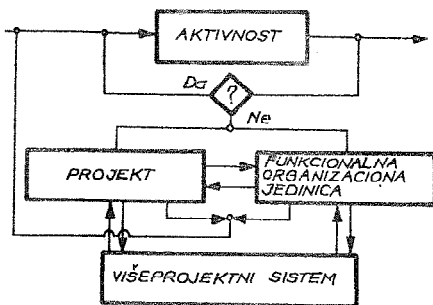 AKTIVNOST
Da
?
Ne
PROJEKT
FUNKCIONALNA
ORGANIZACIONA
JEDINICA
VIŠEPROJEKTNI SISTEM